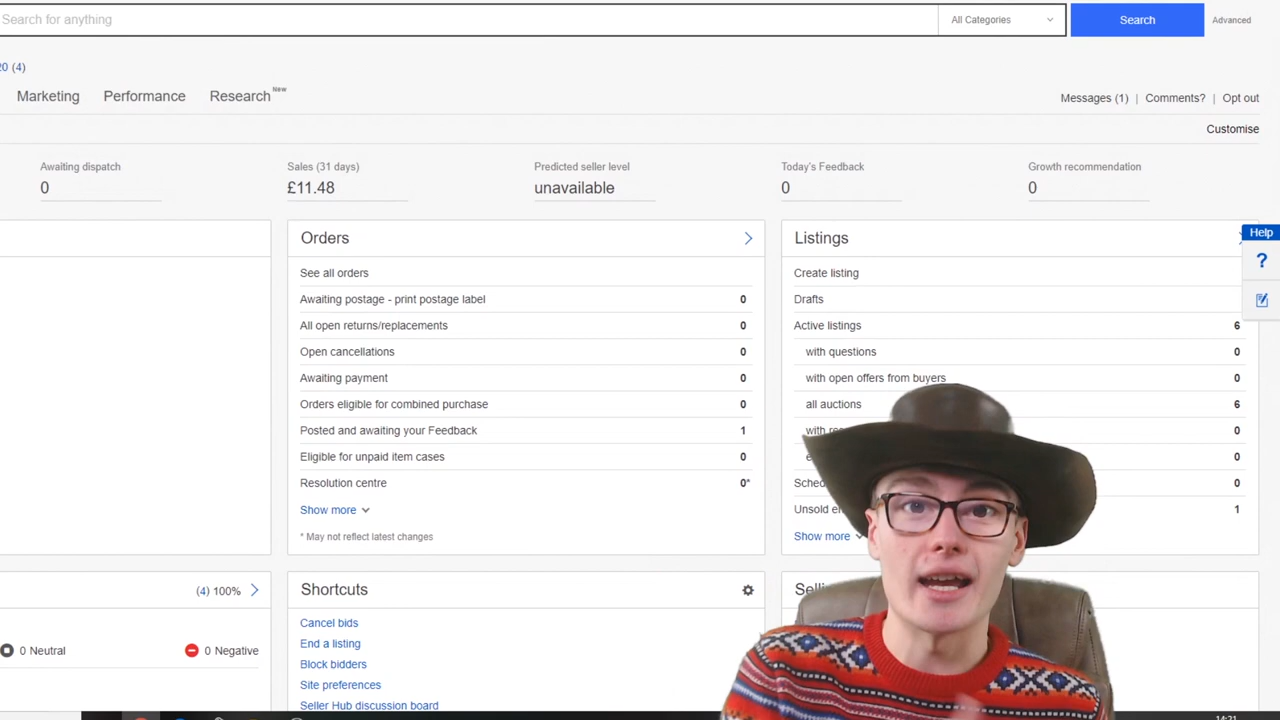 Search for anything
All Categories
Search
Advanced
20 (4)
Marketing
Performance
Research New
Messages (1) | Comments? | Opt out
Customise
Awaiting dispatch
0
Sales (31 days)
£11.48
Predicted seller level
unavailable
Today's Feedback
0
Growth recommendation
0
Orders
See all orders
Awaiting postage - print postage label 0
All open returns/replacements 0
Open cancellations 0
Awaiting payment 0
Orders eligible for combined purchase 0
Posted and awaiting your Feedback 1
Eligible for unpaid item cases 0
Resolution centre 0*
Show more
* May not reflect latest changes
Listings
Create listing
Drafts
Active listings 6
with questions 0
with open offers from buyers 0
all auctions 6
with 0
0
0
Unsold 1
Show more
Help
?
(4) 100%
0 Neutral
0 Negative
Shortcuts
Cancel bids
End a listing
Block bidders
Site preferences
Seller Hub discussion board
14:21